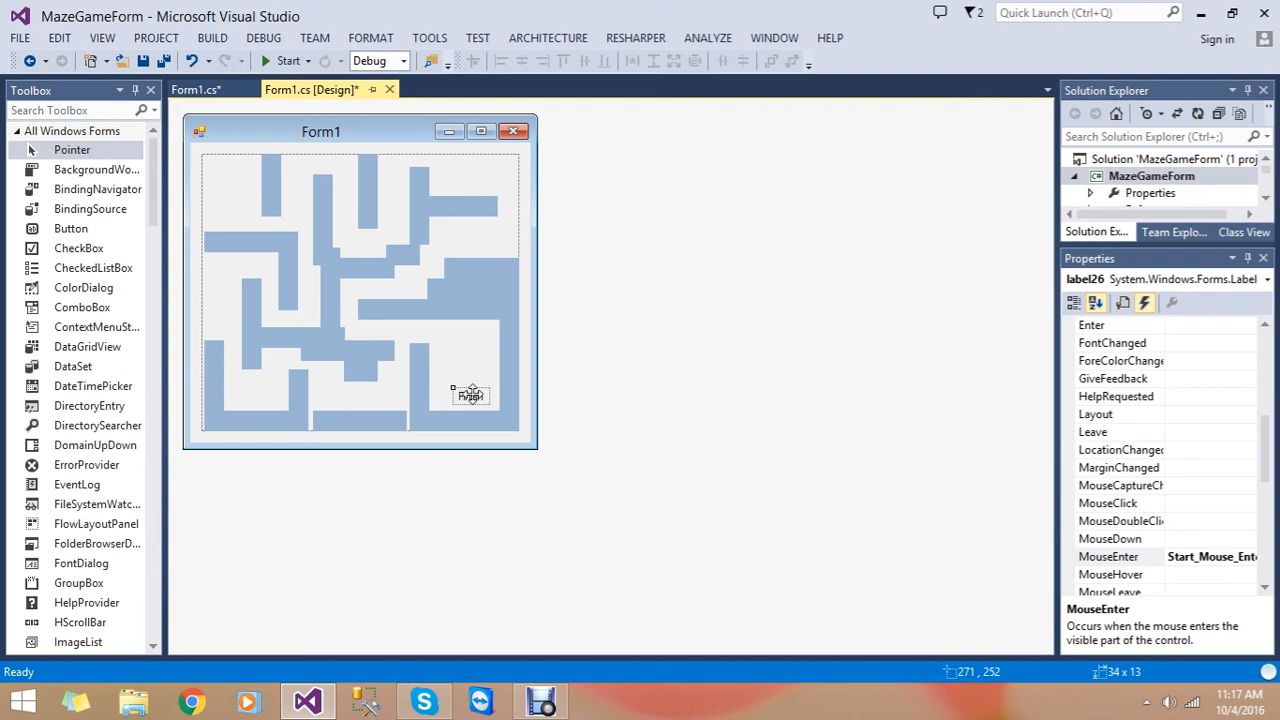 MazeGameForm - Microsoft Visual Studio
2
Quick Launch (Ctrl+Q)
FILE EDIT VIEW PROJECT BUILD DEBUG TEAM FORMAT TOOLS TEST ARCHITECTURE RESHARPER ANALYZE WINDOW HELP
Sign in
Start
Debug
Toolbox
Search Toolbox
All Windows Forms
Pointer
BackgroundWo...
BindingNavigator
BindingSource
Button
CheckBox
CheckedListBox
ColorDialog
ComboBox
ContextMenuSt...
DataGridView
DataSet
DateTimePicker
DirectoryEntry
DirectorySearcher
DomainUpDown
ErrorProvider
EventLog
FileSystemWatc...
FlowLayoutPanel
FolderBrowserD...
FontDialog
GroupBox
HelpProvider
HScrollBar
ImageList
Form1.cs*
Form1.cs [Design]*
Form1
Solution Explorer
Search Solution Explorer (Ctrl+;)
Solution 'MazeGameForm' (1 proj
C#
MazeGameForm
Properties
Solution Ex...
Team Explo...
Class View
Properties
label26 System.Windows.Forms.Label
Enter
FontChanged
ForeColorChange
GiveFeedback
HelpRequested
Layout
Leave
LocationChanged
MarginChanged
MouseCaptureCh
MouseClick
MouseDoubleClic
MouseDown
MouseEnter Start_Mouse_Ente
MouseHover
MouseLeave
MouseEnter
Occurs when the mouse enters the
visible part of the control.
Ready
271 , 252
34 x 13
11:17 AM
10/4/2016